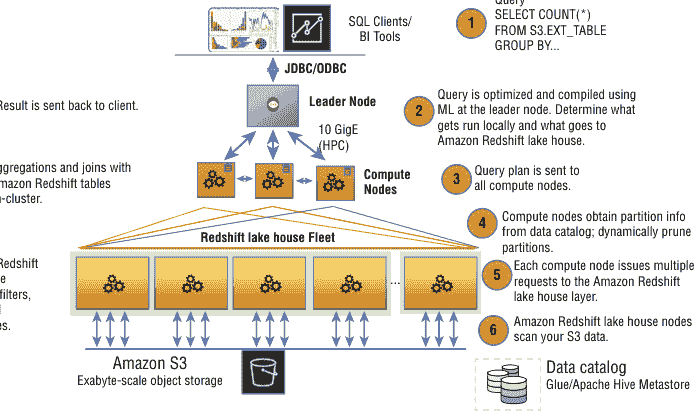 SQL Clients/
BI Tools
JDBC/ODBC
Leader Node
10 GigE
(HPC)
Compute
Nodes
Redshift lake house Fleet
...
Amazon S3
Exabyte-scale object storage
Result is sent back to client.
aggregations and joins with
Amazon Redshift tables
n-cluster.
Redshift
e
filters,
es.
1
Query
SELECT COUNT(*)
FROM S3.EXT_TABLE
GROUP BY...
2
Query is optimized and compiled using
ML at the leader node. Determine what
gets run locally and what goes to
Amazon Redshift lake house.
3
Query plan is sent to
all compute nodes.
4
Compute nodes obtain partition info
from data catalog; dynamically prune
partitions.
5
Each compute node issues multiple
requests to the Amazon Redshift
lake house layer.
6
Amazon Redshift lake house nodes
scan your S3 data.
Data catalog
Glue/Apache Hive Metastore